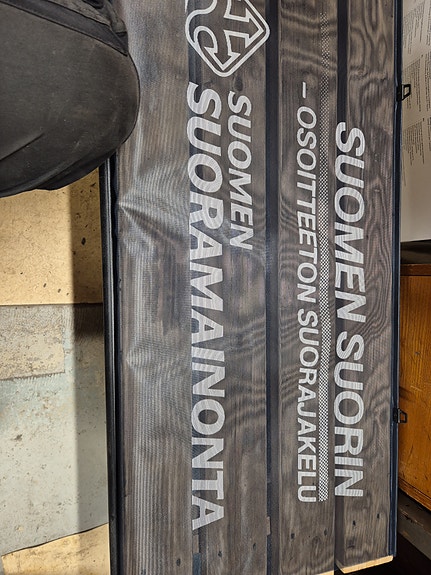 SUOMEN SUORIN
– OSOITTEETON SUORAJAKELU
SUOMEN
SUORAMAINONTA